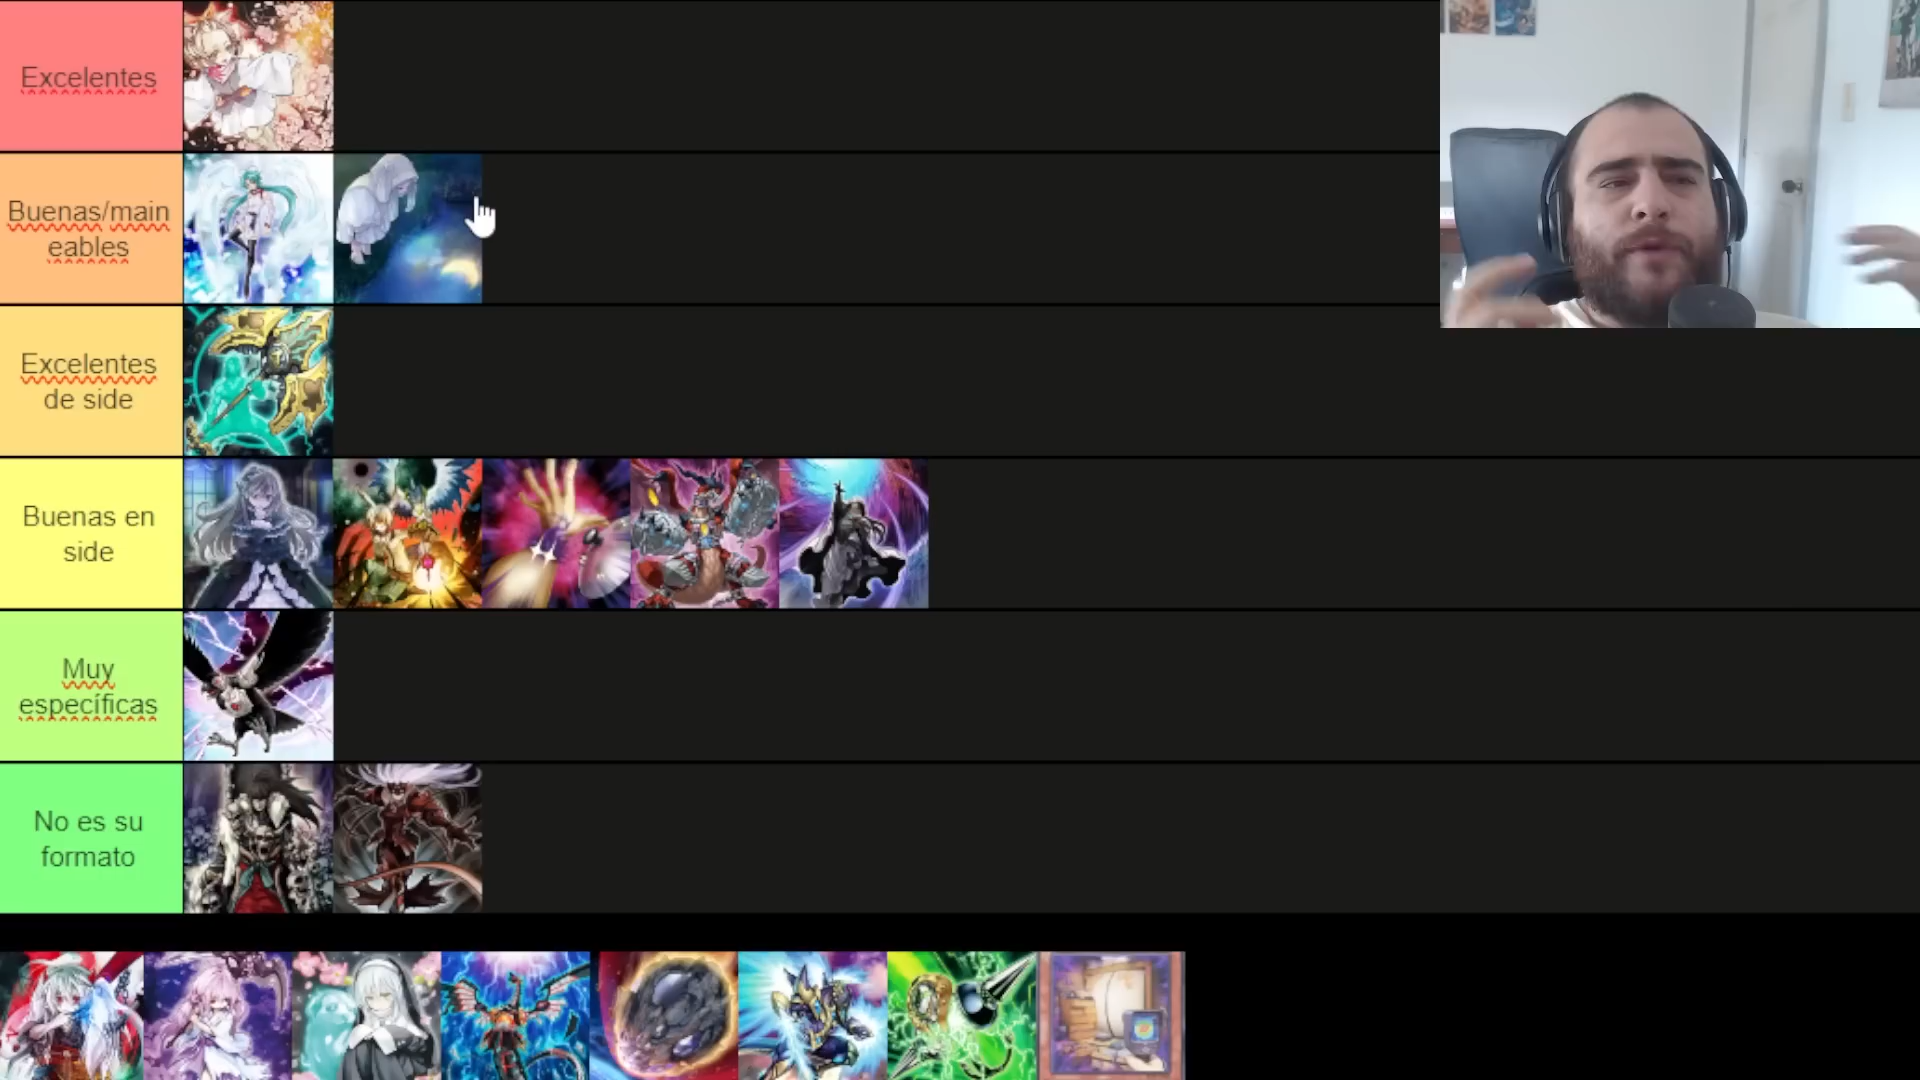 Excelentes
Buenas/main
eables
Excelentes
de side
Buenas en
side
Muy
específicas
No es su
formato